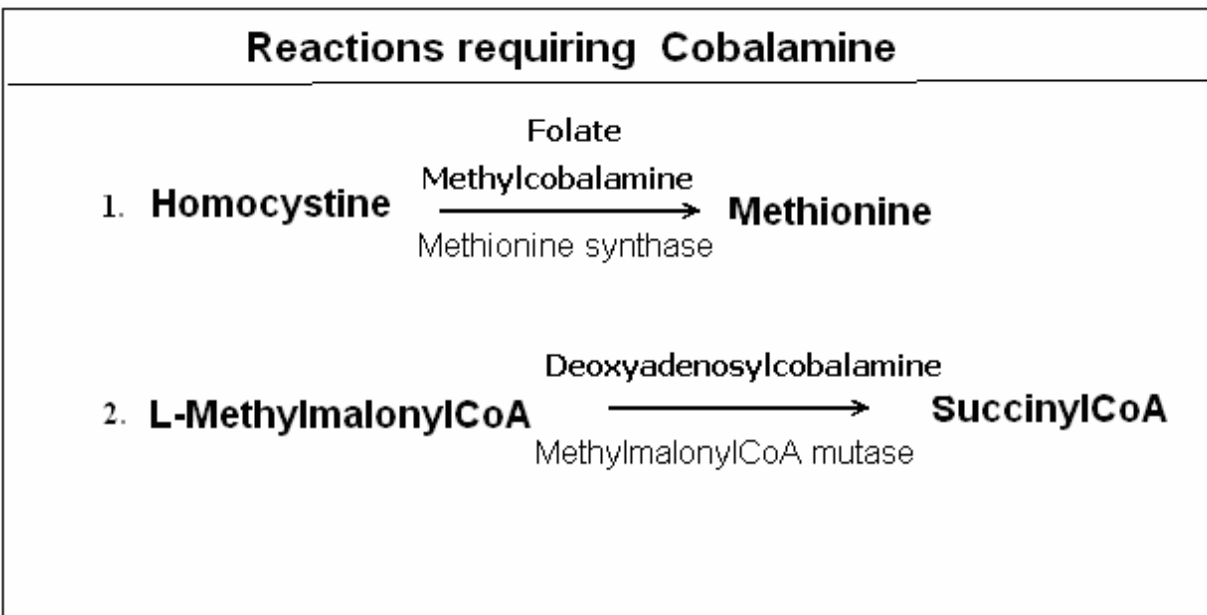 Reactions requiring Cobalamine
Folate
Methylcobalamine
1. Homocystine Methionine
Methionine synthase
Deoxyadenosylcobalamine
2. L-MethylmalonylCoA SuccinylCoA
MethylmalonylCoA mutase